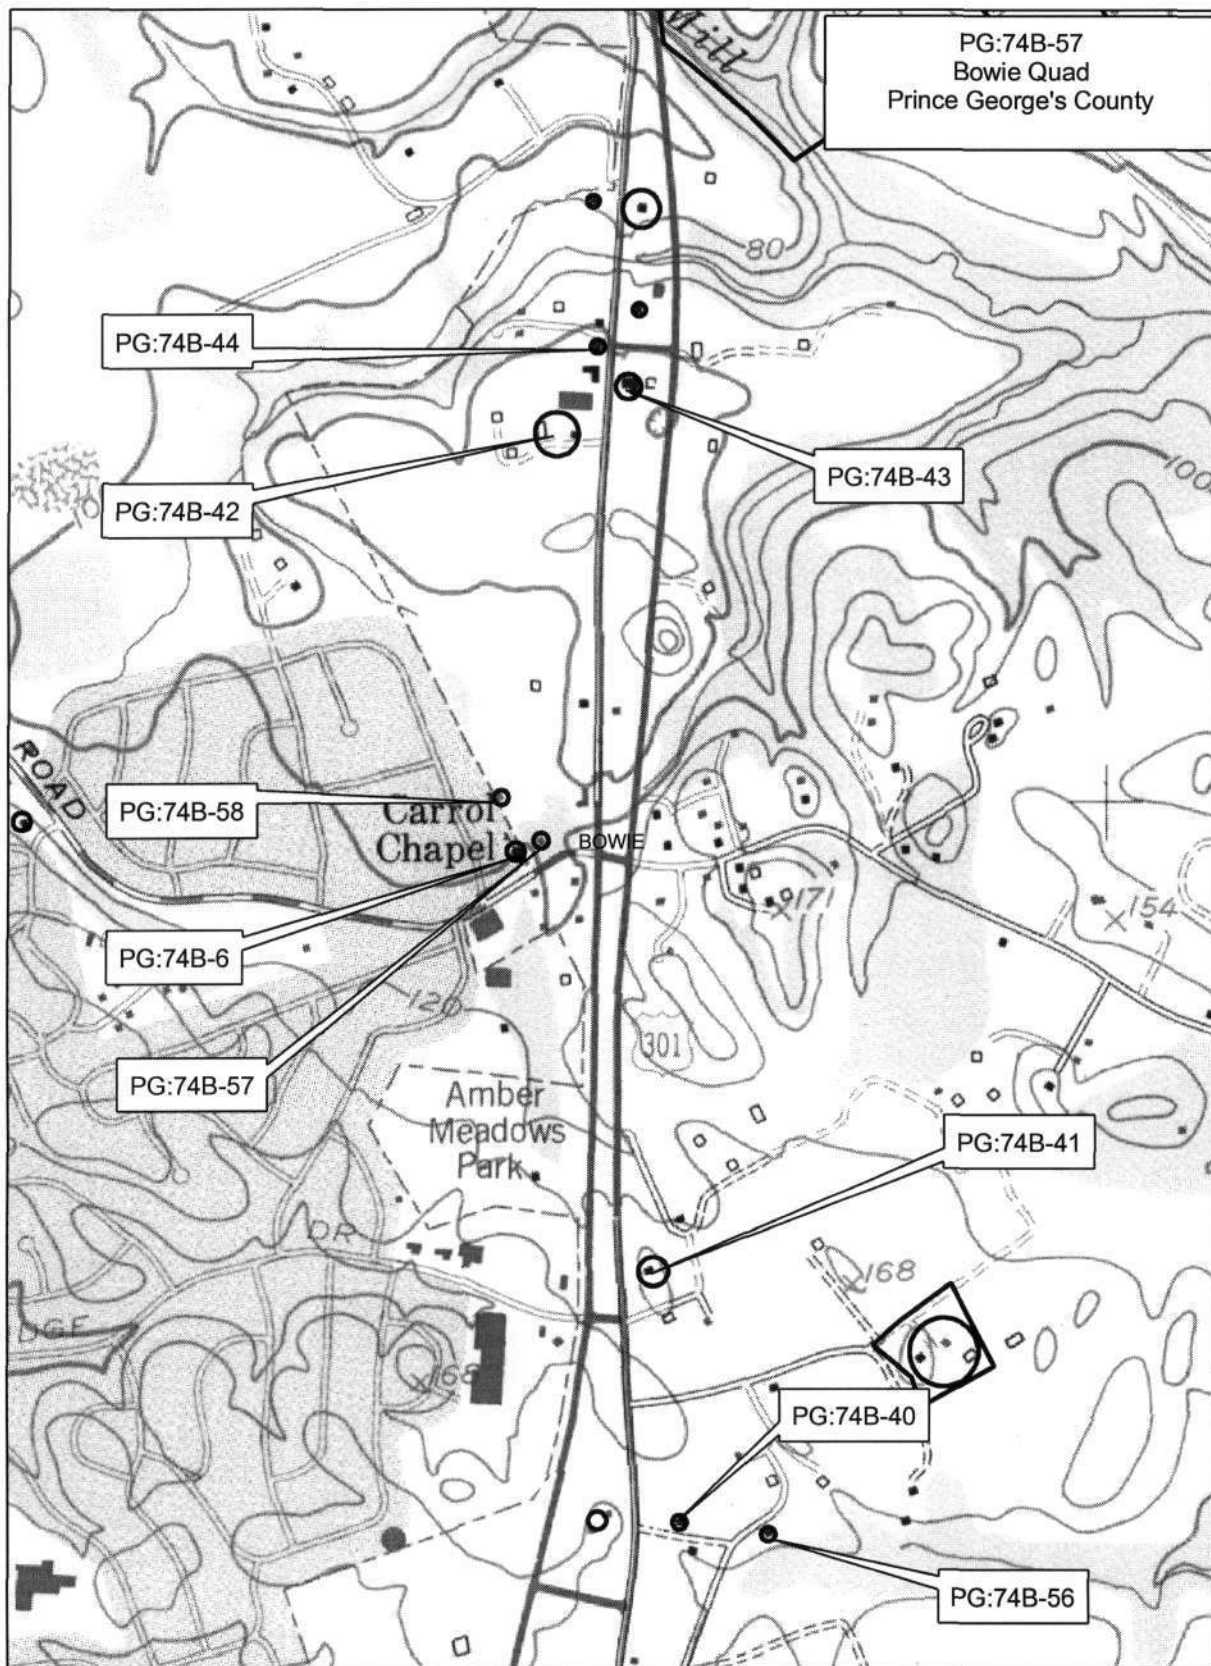 Mill
PG:74B-57
Bowie Quad
Prince George's County
80
PG:74B-44
PG:74B-43
100
PG:74B-42
ROAD
PG:74B-58
Carrol
Chapel
BOWIE
171
154
PG:74B-6
120
301
PG:74B-57
Amber
Meadows
Park
PG:74B-41
DR
168
DGE
168
PG:74B-40
PG:74B-56